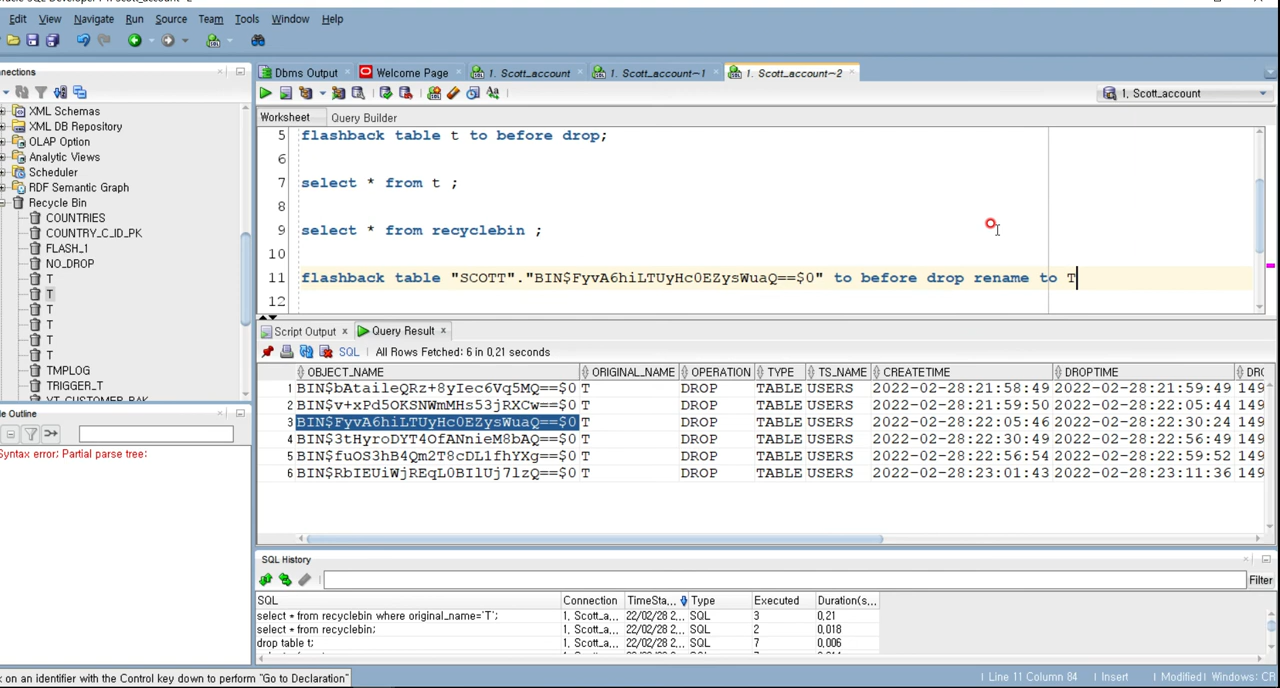 Edit View Navigate Run Source Team Tools Window Help
Dbms Output
Welcome Page
1. Scott_account
1. Scott_account~1
1. Scott_account~2
1. Scott_account
Worksheet Query Builder
XML Schemas
XML DB Repository
OLAP Option
Analytic Views
Scheduler
RDF Semantic Graph
Recycle Bin
COUNTRIES
COUNTRY_C_ID_PK
FLASH_1
NO_DROP
T
T
T
T
T
T
TMPLOG
TRIGGER_T
5 flashback table t to before drop;
6
7 select * from t ;
8
9 select * from recyclebin ;
10
11 flashback table "SCOTT"."BIN$FyvA6hiLTUyHc0EZysWuaQ==$0" to before drop rename to T
12
Script Output Query Result
SQL | All Rows Fetched: 6 in 0,21 seconds
OBJECT_NAME ORIGINAL_NAME OPERATION TYPE TS_NAME CREATETIME DROPTIME
1 BIN$bAtaileQRz+8yIec6Vq5MQ==$0 T DROP TABLE USERS 2022-02-28:21:58:49 2022-02-28:21:59:49 149
2 BIN$v+xPd5OKSNWmMHs53jRXCw==$0 T DROP TABLE USERS 2022-02-28:21:59:50 2022-02-28:22:05:44 149
3 BIN$FyvA6hiLTUyHc0EZysWuaQ==$0 T DROP TABLE USERS 2022-02-28:22:05:46 2022-02-28:22:30:24 149
4 BIN$3tHyroDYT4OfANnieM8bAQ==$0 T DROP TABLE USERS 2022-02-28:22:30:49 2022-02-28:22:56:49 149
5 BIN$fuOS3hB4Qm2T8cDL1fhYXg==$0 T DROP TABLE USERS 2022-02-28:22:56:54 2022-02-28:22:59:52 149
6 BIN$RbIEUiWjREqL0BI1Uj7lzQ==$0 T DROP TABLE USERS 2022-02-28:23:01:43 2022-02-28:23:11:36 149
Syntax error; Partial parse tree:
SQL History
Filter
SQL Connection TimeSta... Type Executed Duration(s...
select * from recyclebin where original_name='T'; 1. Scott_a... 22/02/28 2... SQL 3 0,21
select * from recyclebin; 1. Scott_a... 22/02/28 2... SQL 2 0,018
drop table t; 1. Scott_a... 22/02/28 2... SQL 7 0,006
on an identifier with the Control key down to perform "Go to Declaration"
Line 11 Column 84 | Insert | Modified | Windows: CR